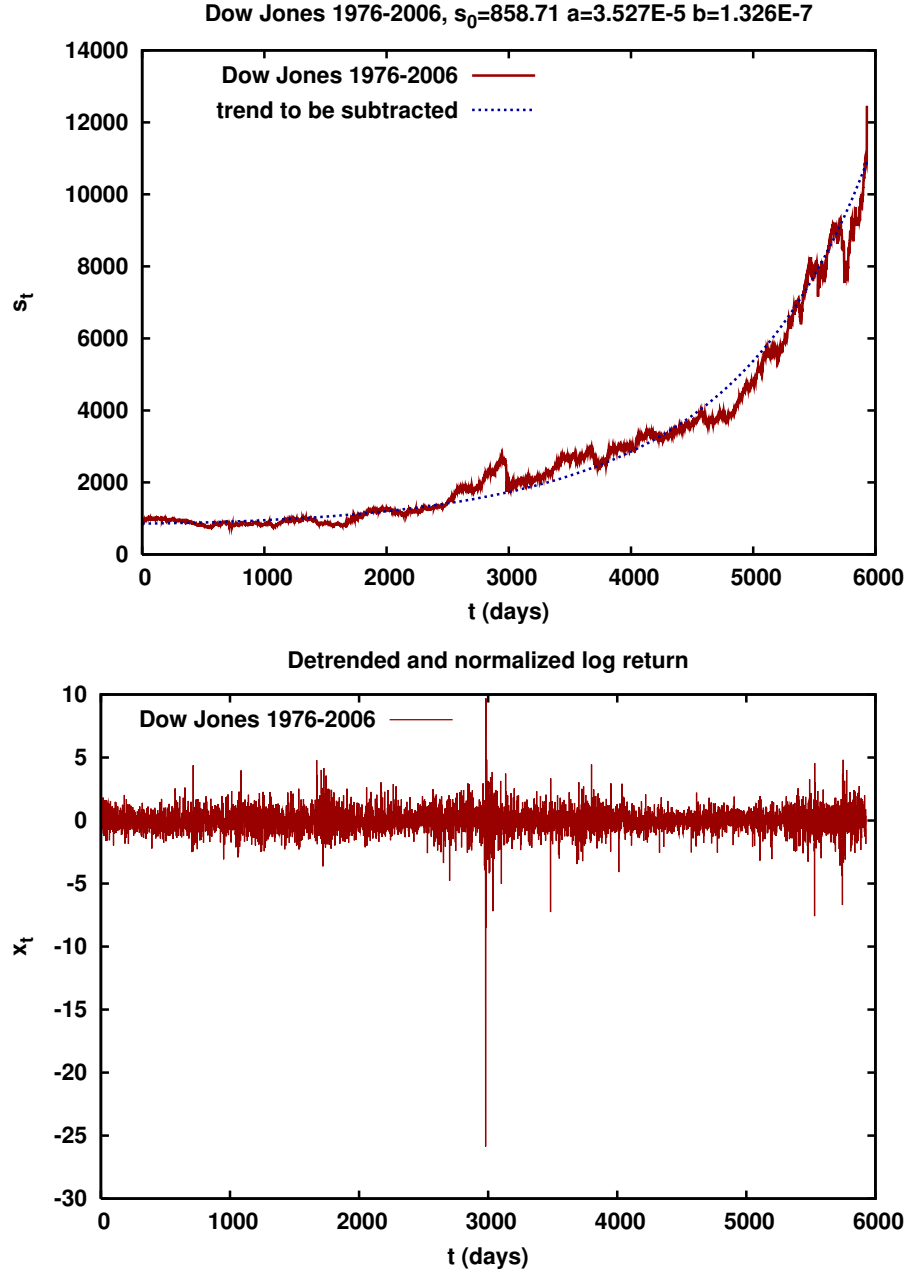 Dow Jones 1976-2006, s0=858.71 a=3.527E-5 b=1.326E-7
14000
12000
10000
8000
6000
4000
2000
0
st
Dow Jones 1976-2006
trend to be subtracted
0 1000 2000 3000 4000 5000 6000
t (days)
Detrended and normalized log return
10
5
0
-5
-10
-15
-20
-25
-30
xt
Dow Jones 1976-2006
0 1000 2000 3000 4000 5000 6000
t (days)